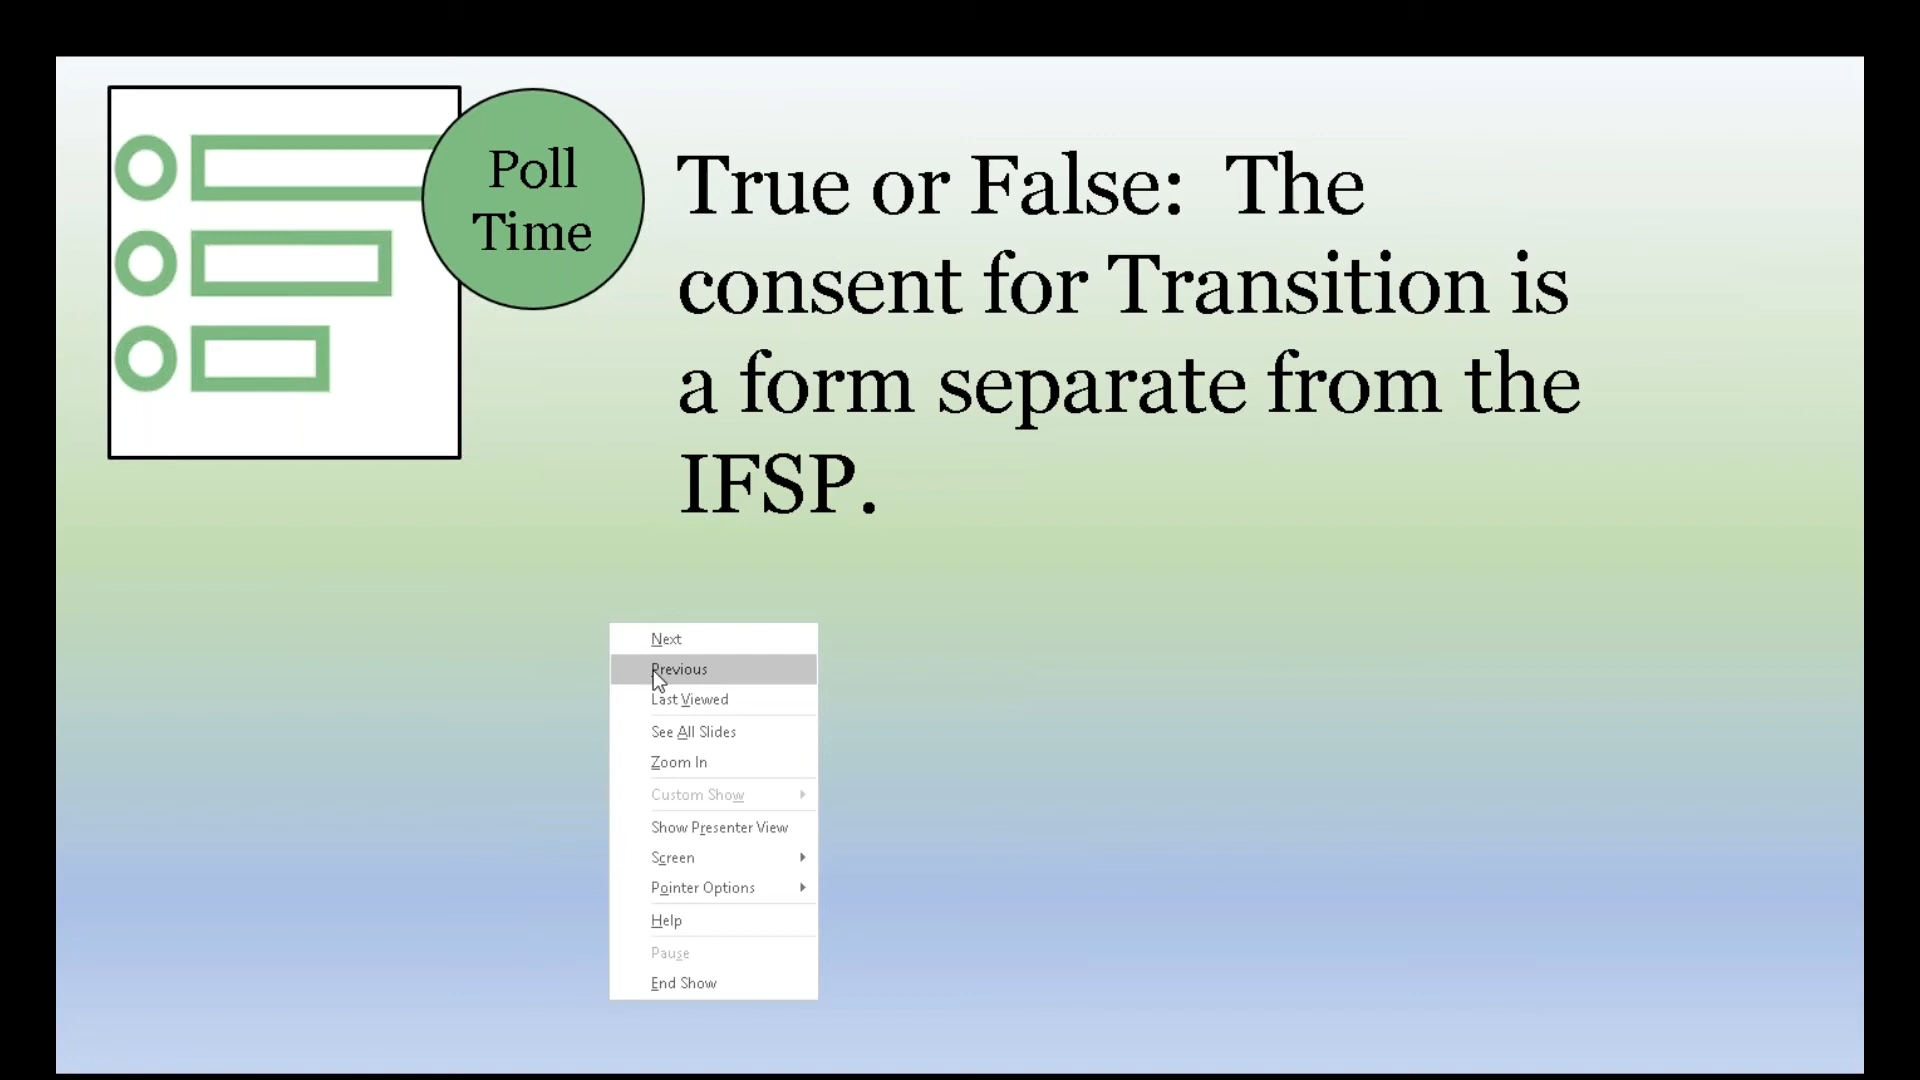 Poll
Time
True or False:  The
consent for Transition is
a form separate from the
IFSP.
Next
Previous
Last Viewed
See All Slides
Zoom In
Custom Show
Show Presenter View
Screen
Pointer Options
Help
Pause
End Show